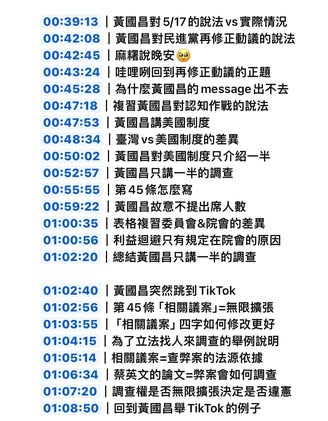 00:39:13｜黃國昌對 5/17 的說法 vs 實際情況
00:42:08｜黃國昌對民進黨再修正動議的說法
00:42:45｜麻糬說晚安🥹
00:43:24｜哇哩咧回到再修正動議的正題
00:45:28｜為什麼黃國昌的 message 出不去
00:47:18｜複習黃國昌對認知作戰的說法
00:47:53｜黃國昌講美國制度
00:48:34｜臺灣 vs 美國制度的差異
00:50:02｜黃國昌對美國制度只介紹一半
00:52:57｜黃國昌只講一半的調查
00:55:55｜第 45 條怎麼寫
00:59:22｜黃國昌故意不提出席人數
01:00:35｜表格複習委員會&院會的差異
01:00:56｜利益迴避只有規定在院會的原因
01:02:20｜總結黃國昌只講一半的調查
01:02:40｜黃國昌突然跳到 TikTok
01:02:56｜第 45 條「相關議案」=無限擴張
01:03:55｜「相關議案」四字如何修改更好
01:04:15｜為了立法找人來調查的舉例說明
01:05:14｜相關議案=查弊案的法源依據
01:06:34｜蔡英文的論文=弊案會如何調查
01:07:20｜調查權是否無限擴張決定是否違憲
01:08:50｜回到黃國昌舉 TikTok 的例子